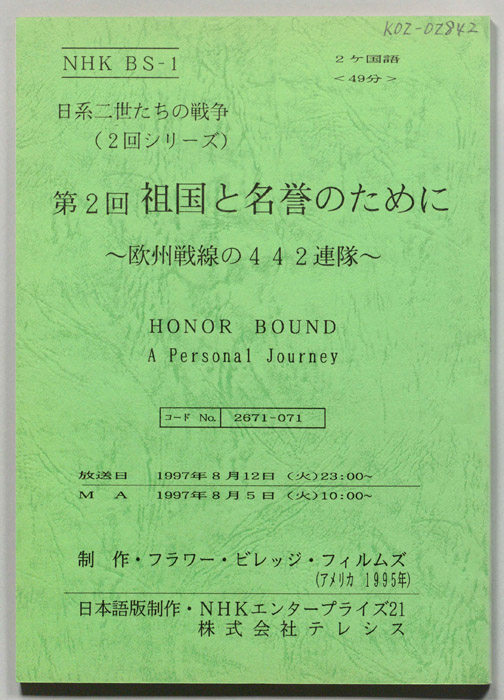 K02-02842
NHK BS-1
2ヶ国語
<49分>
日系二世たちの戦争
(2回シリーズ)
第2回 祖国と名誉のために
~欧州戦線の442連隊~
HONOR BOUND
A Personal Journey
コード No. 2671-071
放送日 1997年8月12日 (火)23:00~
MA 1997年8月5日 (火)10:00~
制作・フラワー・ビレッジ・フィルムズ
(アメリカ 1995年)
日本語版制作・NHKエンタープライズ21
株式会社テレシス